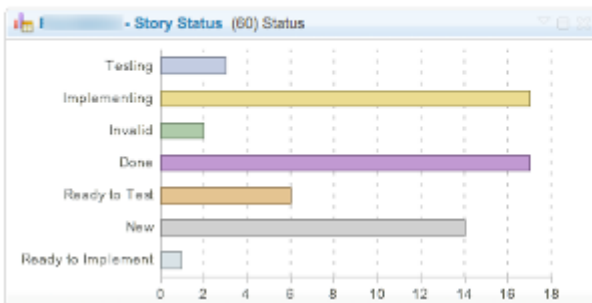 - Story Status (60) Status
Testing
Implementing
Invalid
Done
Ready to Test
New
Ready to Implement
0 2 4 6 8 10 12 14 16 18